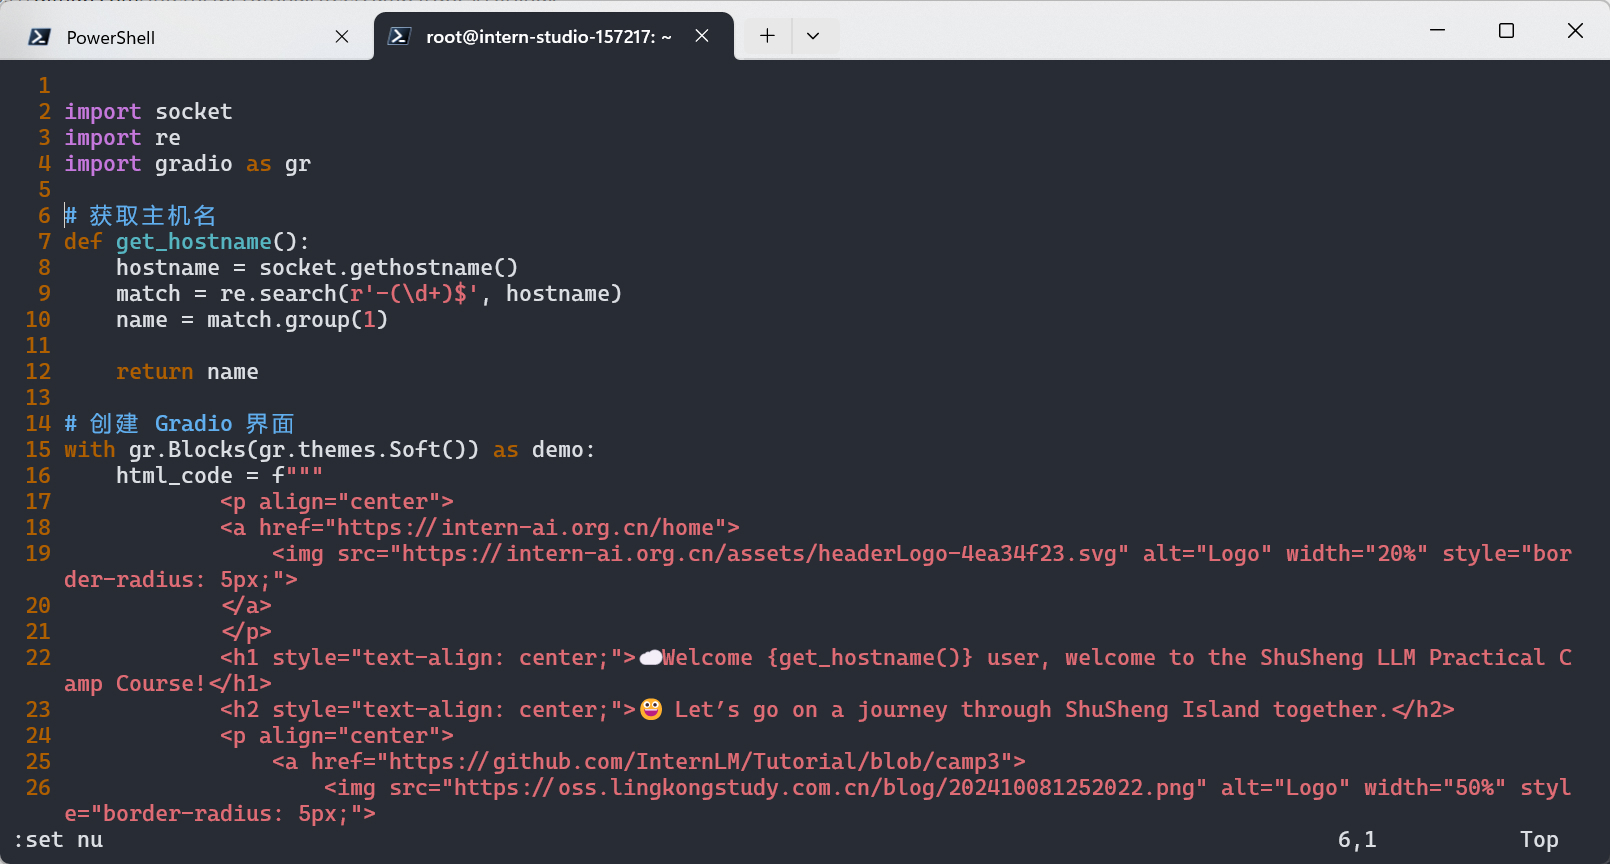 PowerShell
root@intern-studio-157217: ~
1
2 import socket
3 import re
4 import gradio as gr
5
6 # 获取主机名
7 def get_hostname():
8     hostname = socket.gethostname()
9     match = re.search(r'-(\d+)$', hostname)
10     name = match.group(1)
11
12     return name
13
14 # 创建 Gradio 界面
15 with gr.Blocks(gr.themes.Soft()) as demo:
16     html_code = f"""
17             <p align="center">
18             <a href="https://intern-ai.org.cn/home">
19                 <img src="https://intern-ai.org.cn/assets/headerLogo-4ea34f23.svg" alt="Logo" width="20%" style="bor
der-radius: 5px;">
20             </a>
21             </p>
22             <h1 style="text-align: center;">☁️Welcome {get_hostname()} user, welcome to the ShuSheng LLM Practical C
amp Course!</h1>
23             <h2 style="text-align: center;">😀 Let’s go on a journey through ShuSheng Island together.</h2>
24             <p align="center">
25                 <a href="https://github.com/InternLM/Tutorial/blob/camp3">
26                     <img src="https://oss.lingkongstudy.com.cn/blog/202410081252022.png" alt="Logo" width="50%" styl
e="border-radius: 5px;">
:set nu 6,1 Top